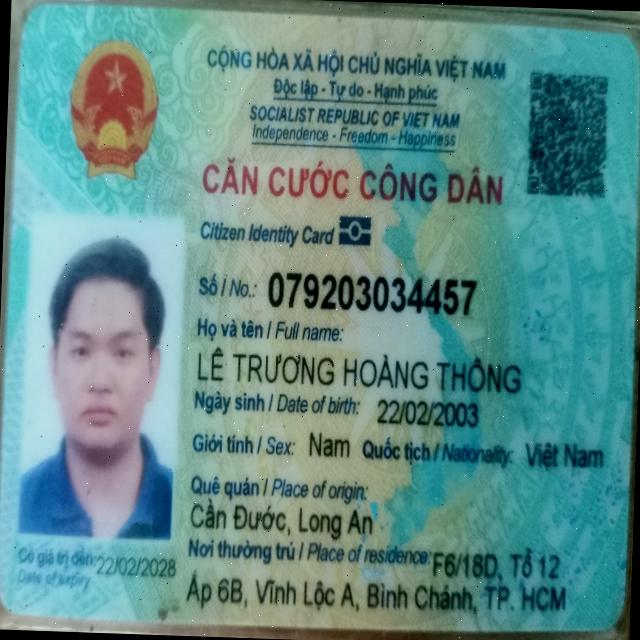 CỘNG HÒA XÃ HỘI CHỦ NGHĨA VIỆT NAM
Độc lập - Tự do - Hạnh phúc
SOCIALIST REPUBLIC OF VIET NAM
Independence - Freedom - Happiness
CĂN CƯỚC CÔNG DÂN
Citizen Identity Card
Số / No.: 079203034457
Họ và tên / Full name:
LÊ TRƯƠNG HOÀNG THÔNG
Ngày sinh / Date of birth: 22/02/2003
Giới tính / Sex: Nam Quốc tịch / Nationality: Việt Nam
Quê quán / Place of origin:
Cần Đước, Long An
Nơi thường trú / Place of residence: F6/18D, Tổ 12
Ấp 6B, Vĩnh Lộc A, Bình Chánh, TP. HCM
Có giá trị đến: 22/02/2028
Date of expiry